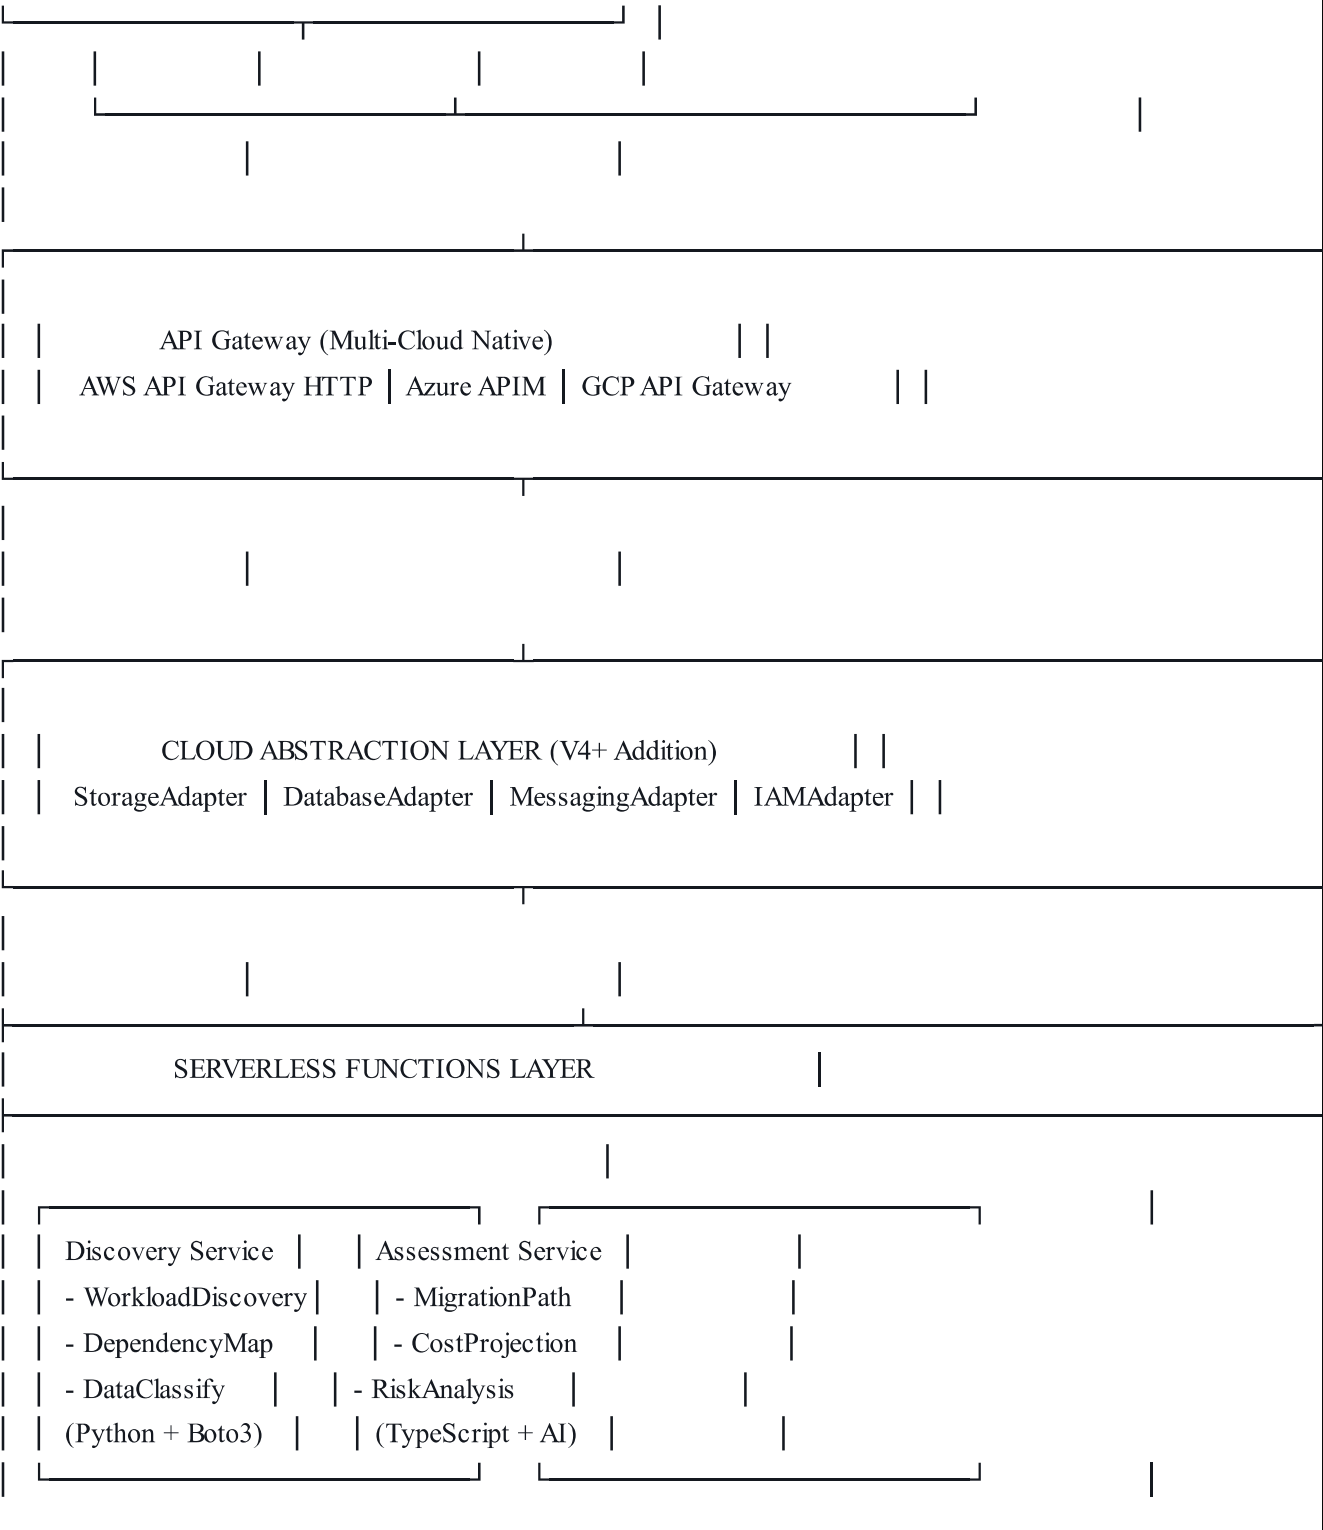 API Gateway (Multi-Cloud Native)
AWS API Gateway HTTP | Azure APIM | GCP API Gateway
CLOUD ABSTRACTION LAYER (V4+ Addition)
StorageAdapter | DatabaseAdapter | MessagingAdapter | IAMAdapter
SERVERLESS FUNCTIONS LAYER
Discovery Service | | Assessment Service
- WorkloadDiscovery | | - MigrationPath
- DependencyMap | | - CostProjection
- DataClassify | | - RiskAnalysis
(Python + Boto3) | | (TypeScript + AI)